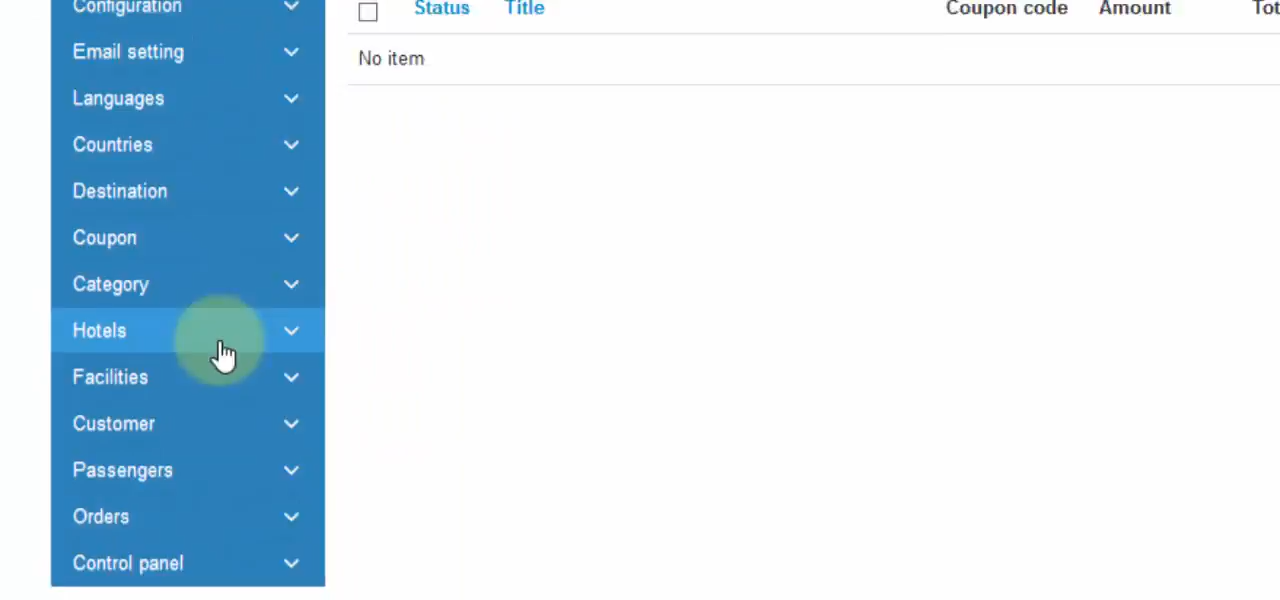 Configuration
Status Title Coupon code Amount Tot
Email setting
No item
Languages
Countries
Destination
Coupon
Category
Hotels
Facilities
Customer
Passengers
Orders
Control panel